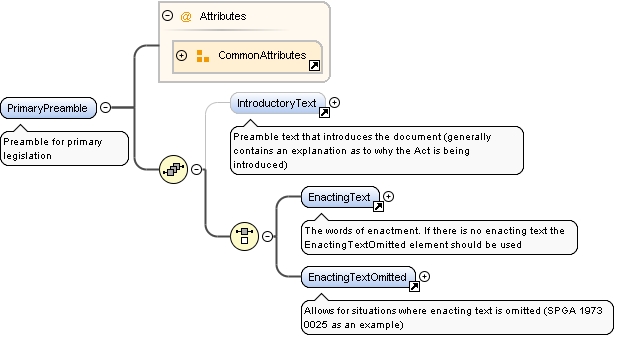 @ Attributes
CommonAttributes
PrimaryPreamble
Preamble for primary
legislation
IntroductoryText
Preamble text that introduces the document (generally
contains an explanation as to why the Act is being
introduced)
EnactingText
The words of enactment. If there is no enacting text the
EnactingTextOmitted element should be used
EnactingTextOmitted
Allows for situations where enacting text is omitted (SPGA 1973
0025 as an example)